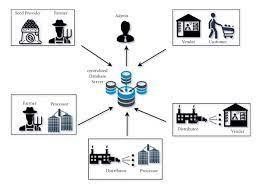 Seed Provider Farmer
Admin
Vendor Customer
centralized
Database
Server
Farmer Processor
Distributor Vendor
Distributor Processor